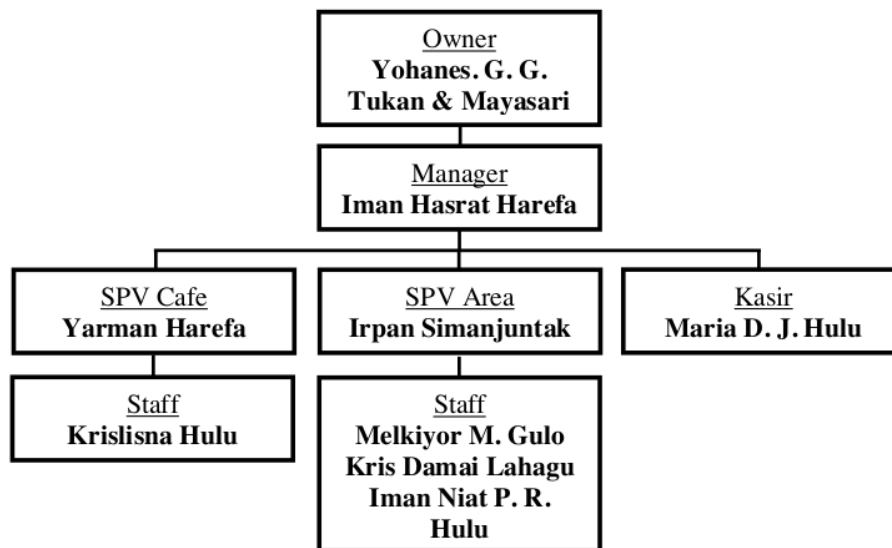 Owner
Yohanes. G. G.
Tukan & Mayasari
Manager
Iman Hasrat Harefa
SPV Cafe
Yarman Harefa
SPV Area
Irpan Simanjuntak
Kasir
Maria D. J. Hulu
Staff
Krislisna Hulu
Staff
Melkiyor M. Gulo
Kris Damai Lahagu
Iman Niat P. R.
Hulu